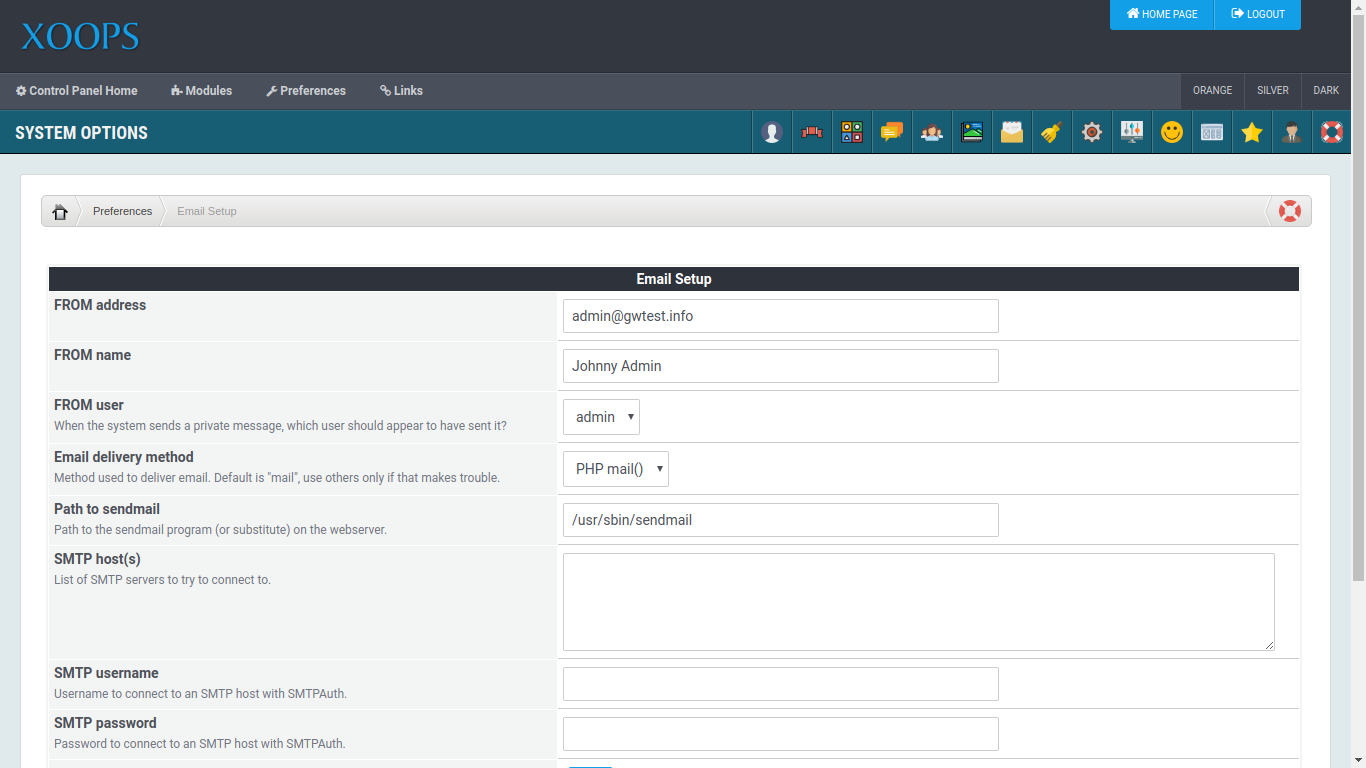 HOME PAGE
LOGOUT
XOOPS
Control Panel Home
Modules
Preferences
Links
ORANGE
SILVER
DARK
SYSTEM OPTIONS
Preferences
Email Setup
Email Setup
FROM address
admin@gwtest.info
FROM name
Johnny Admin
FROM user
When the system sends a private message, which user should appear to have sent it?
admin
Email delivery method
Method used to deliver email. Default is "mail", use others only if that makes trouble.
PHP mail()
Path to sendmail
Path to the sendmail program (or substitute) on the webserver.
/usr/sbin/sendmail
SMTP host(s)
List of SMTP servers to try to connect to.
SMTP username
Username to connect to an SMTP host with SMTPAuth.
SMTP password
Password to connect to an SMTP host with SMTPAuth.